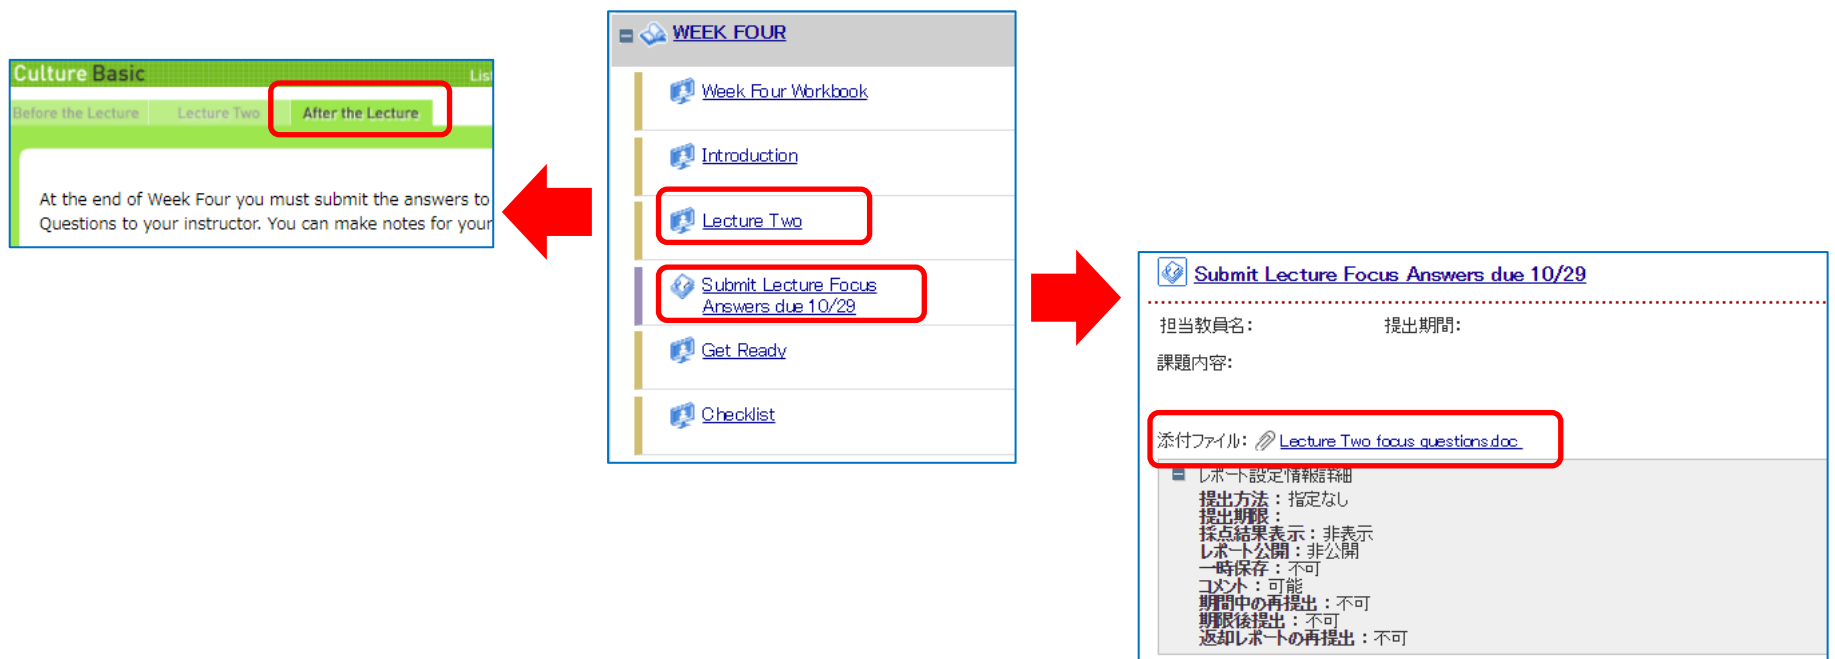 Culture Basic
Before the Lecture Lecture Two After the Lecture
At the end of Week Four you must submit the answers to
Questions to your instructor. You can make notes for your
WEEK FOUR
Week Four Workbook
Introduction
Lecture Two
Submit Lecture Focus
Answers due 10/29
Get Ready
Checklist
Submit Lecture Focus Answers due 10/29
担当教員名: 提出期間:
課題内容:
添付ファイル: Lecture Two focus questions.doc
レポート設定情報詳細
提出方法：指定なし
提出期限：
採点結果表示：非表示
レポート公開：非公開
一時保存：不可
コメント：可能
期間中の再提出：不可
期限後提出：不可
返却レポートの再提出：不可